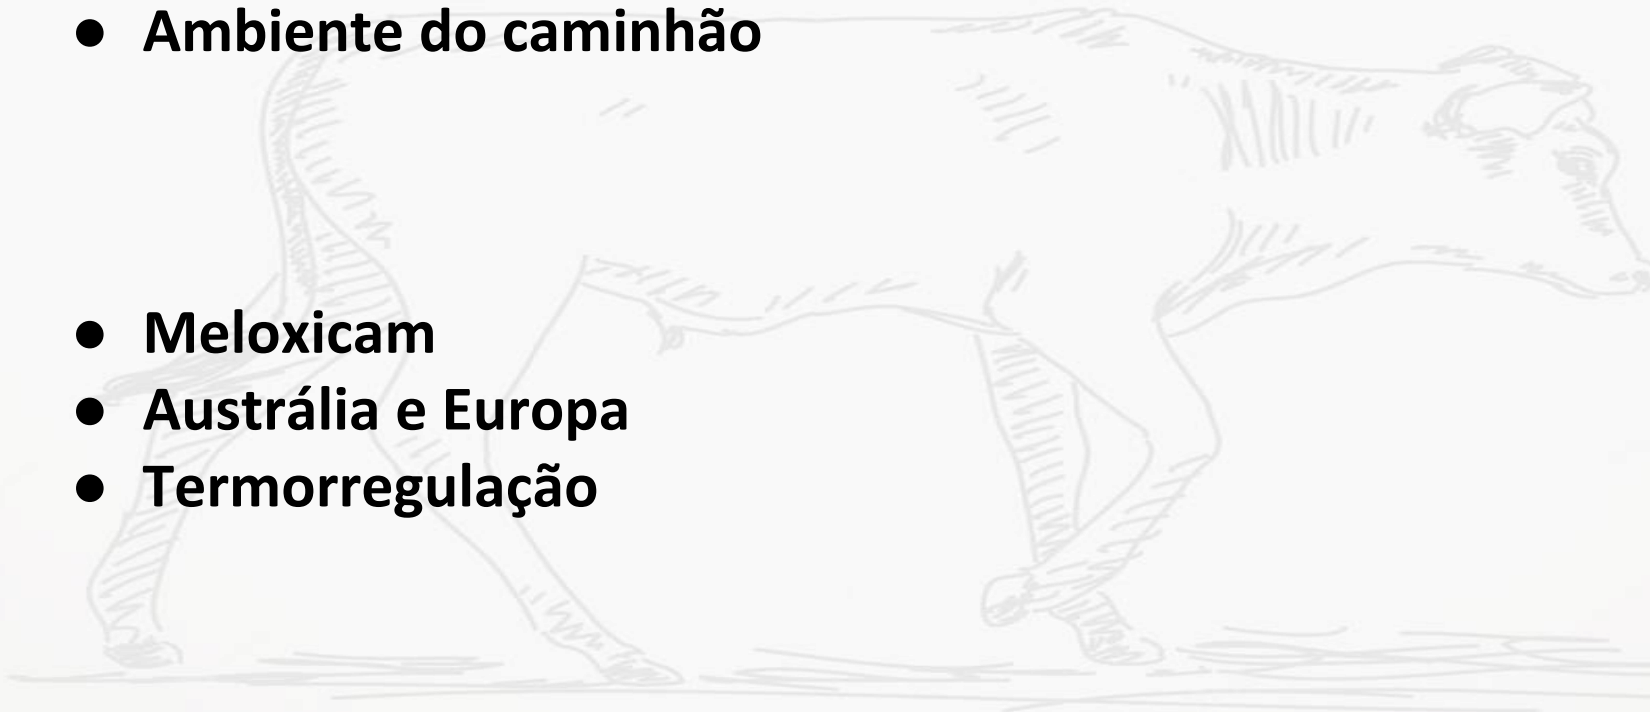 ● Ambiente do caminhão
● Meloxicam
● Austrália e Europa
● Termorregulação